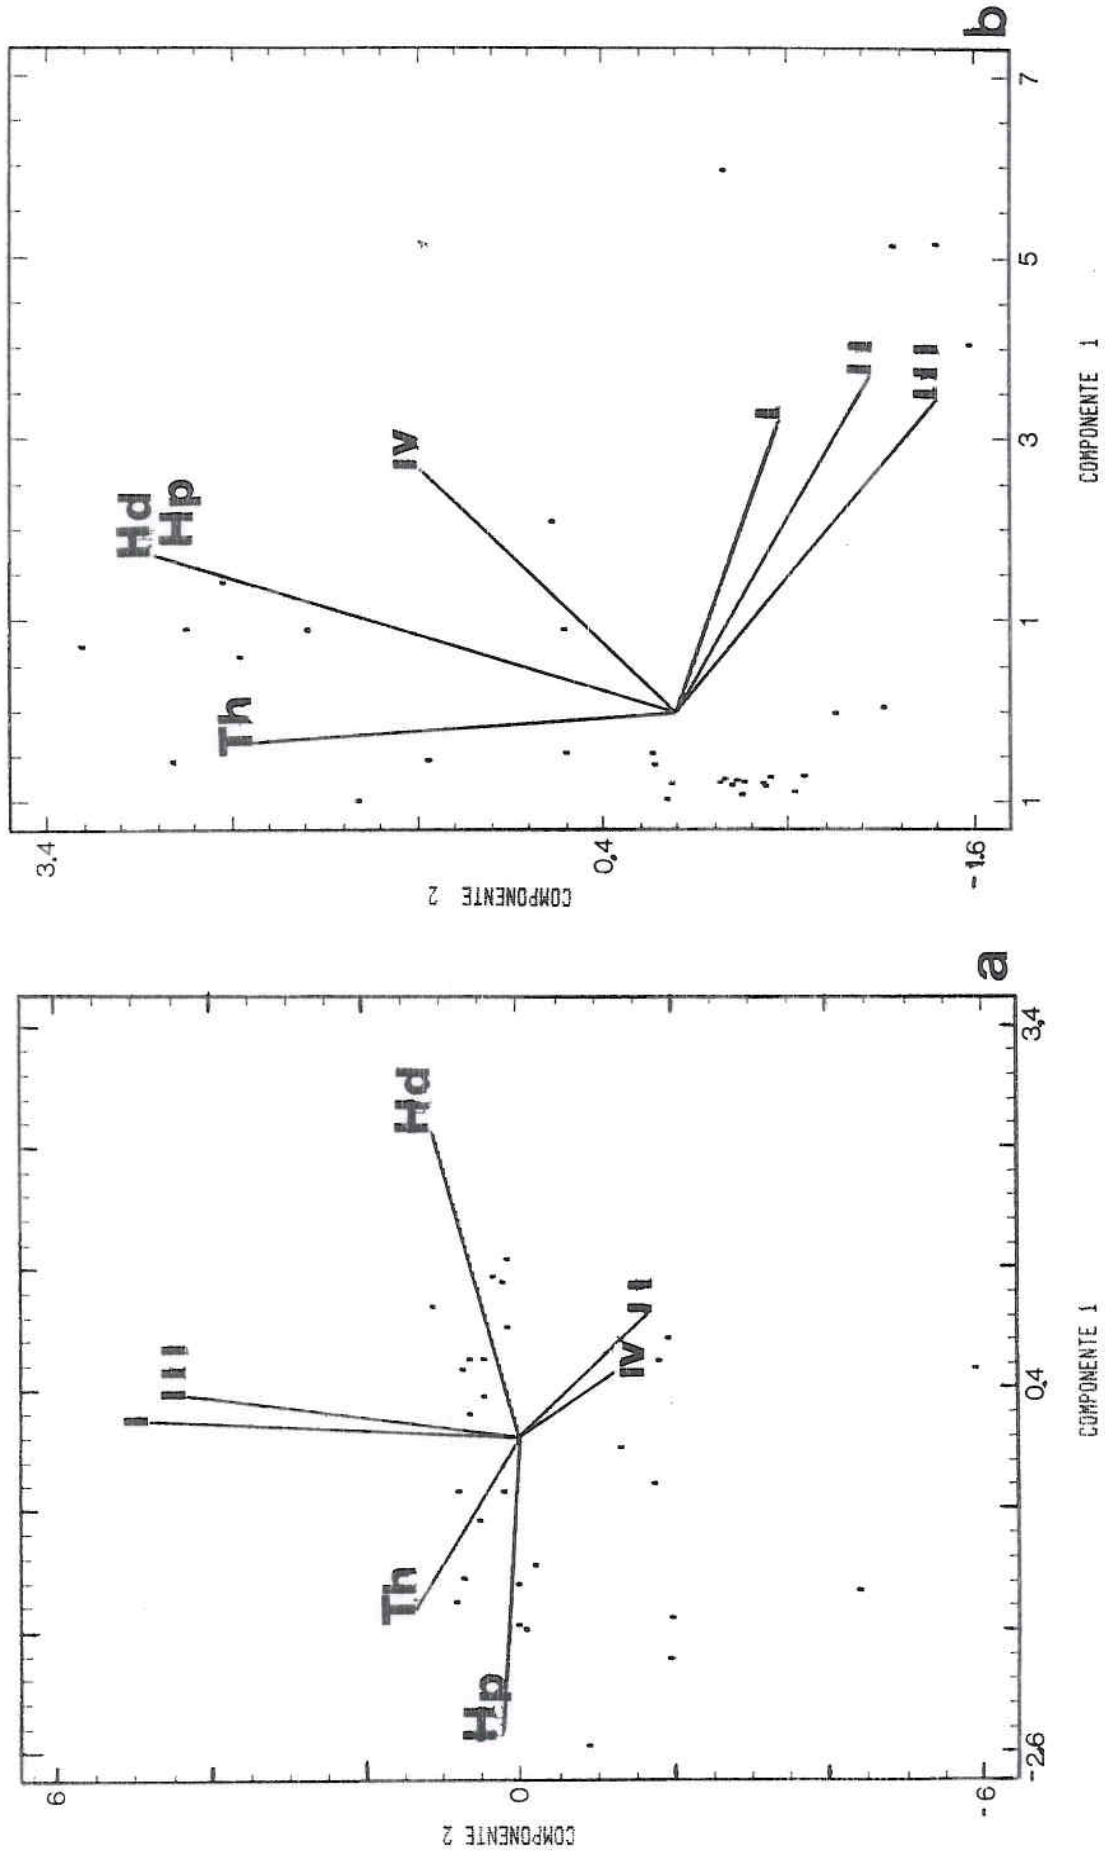 a
6
0
-6
COMPONENTE 2
-2.6
0.4
3.4
COMPONENTE 1
I
III
Th
Hp
Hd
IV
II
b
3.4
0.4
-1.6
COMPONENTE 2
1
1
3
5
7
COMPONENTE 1
Th
Hd
Hp
IV
I
II
III